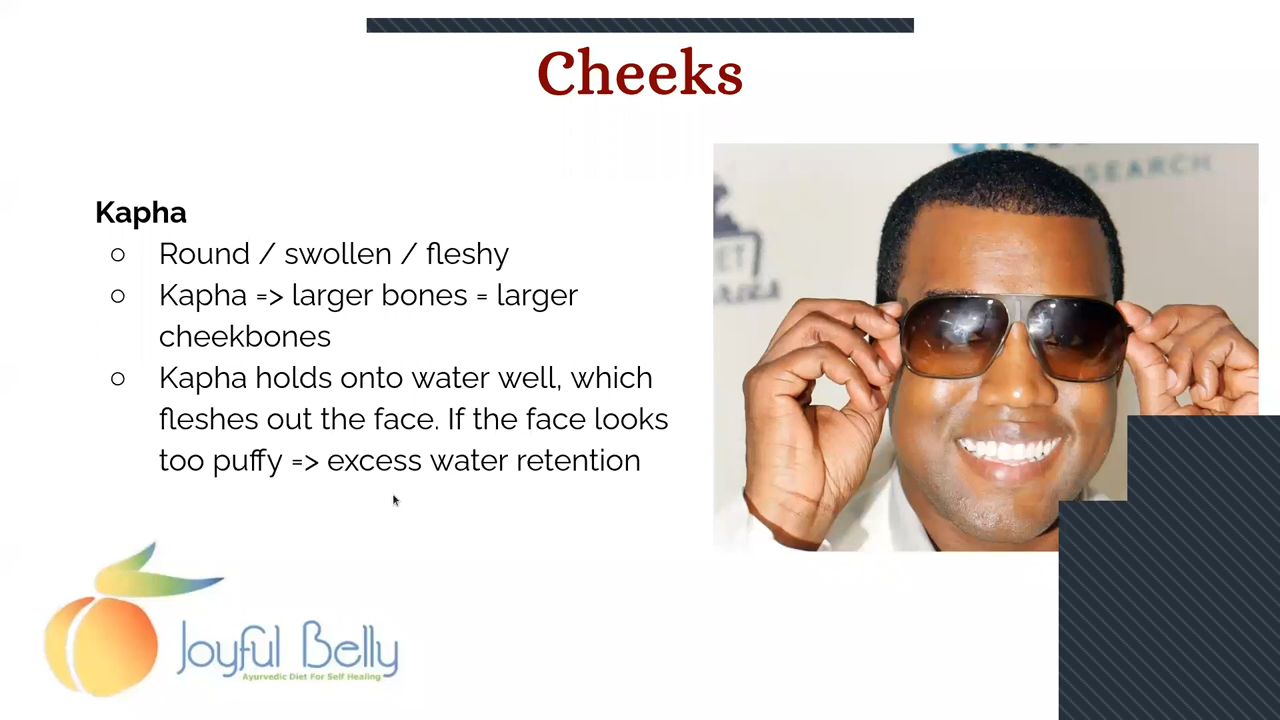 Cheeks
Kapha
○ Round / swollen / fleshy
○ Kapha => larger bones = larger
cheekbones
○ Kapha holds onto water well, which
fleshes out the face. If the face looks
too puffy => excess water retention
Joyful Belly
Ayurvedic Diet For Self Healing